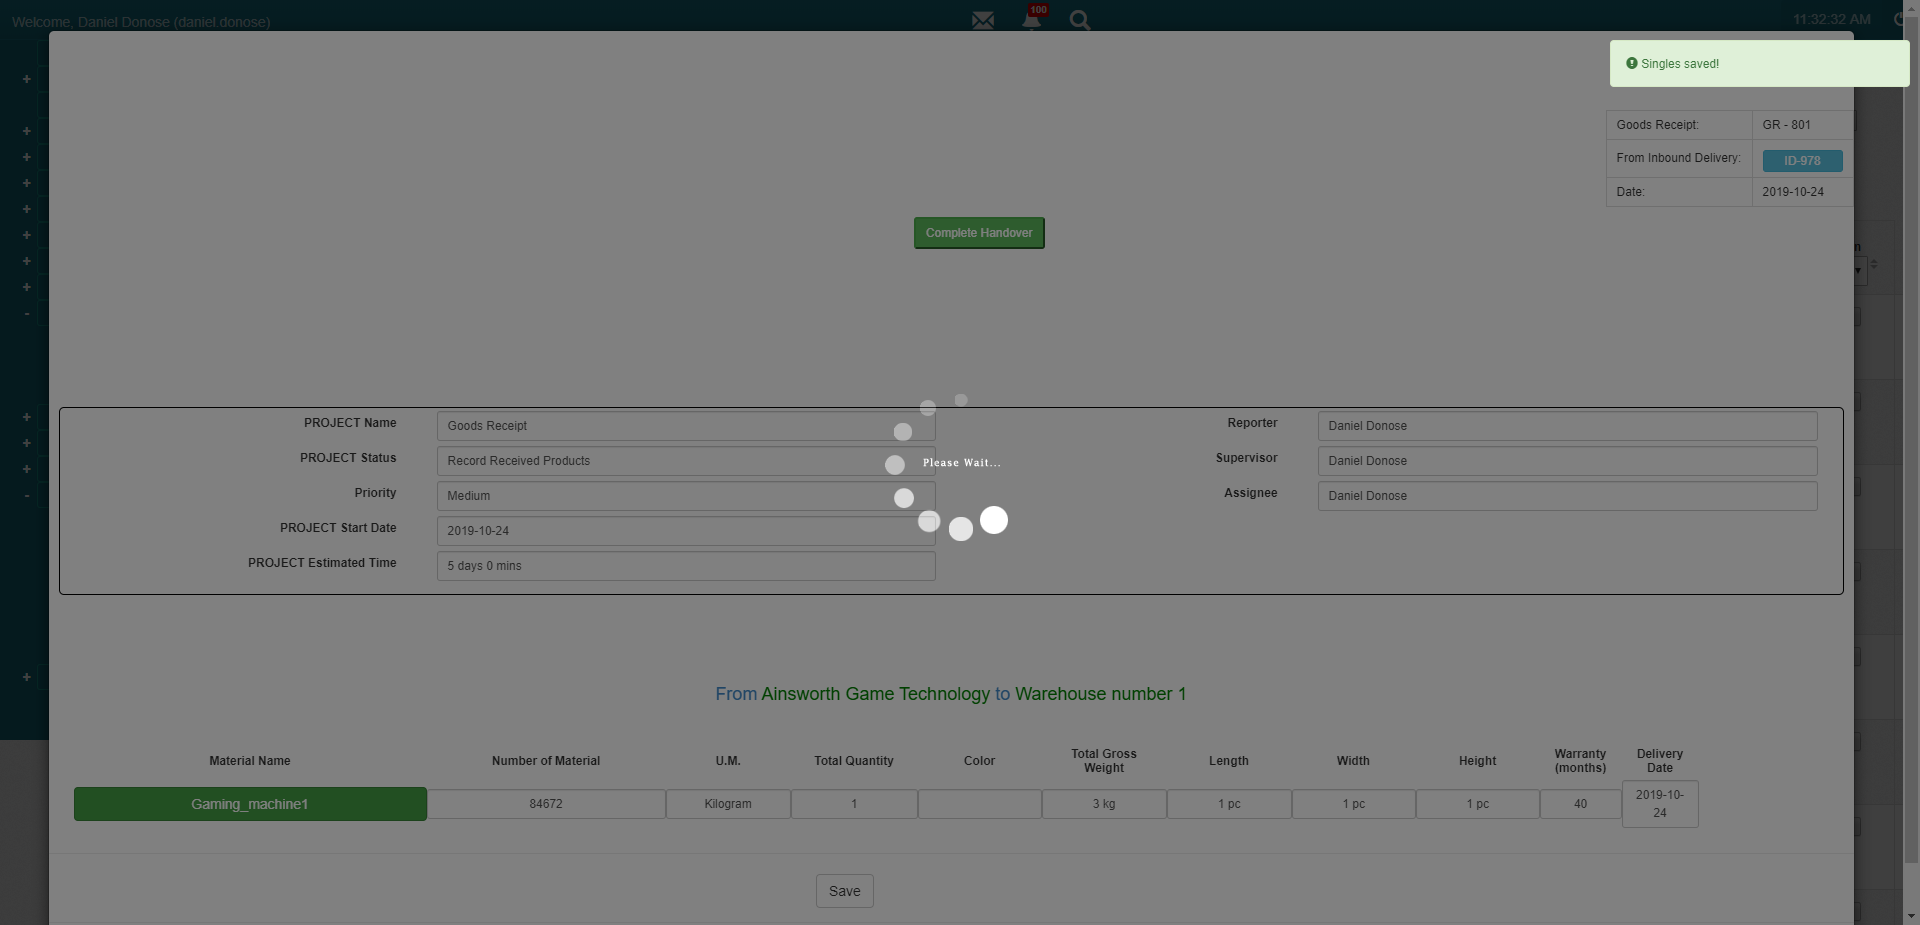 Welcome, Daniel Donose (daniel.donose)
100
11:32:32 AM
Singles saved!
Goods Receipt: GR - 801
From Inbound Delivery: ID-978
Date: 2019-10-24
Complete Handover
PROJECT Name Goods Receipt Reporter Daniel Donose
PROJECT Status Record Received Products Supervisor Daniel Donose
Please Wait...
Priority Medium Assignee Daniel Donose
PROJECT Start Date 2019-10-24
PROJECT Estimated Time 5 days 0 mins
From Ainsworth Game Technology to Warehouse number 1
Material Name Number of Material U.M. Total Quantity Color Total Gross Weight Length Width Height Warranty (months) Delivery Date
Gaming_machine1 84672 Kilogram 1 3 kg 1 pc 1 pc 1 pc 40 2019-10-24
Save